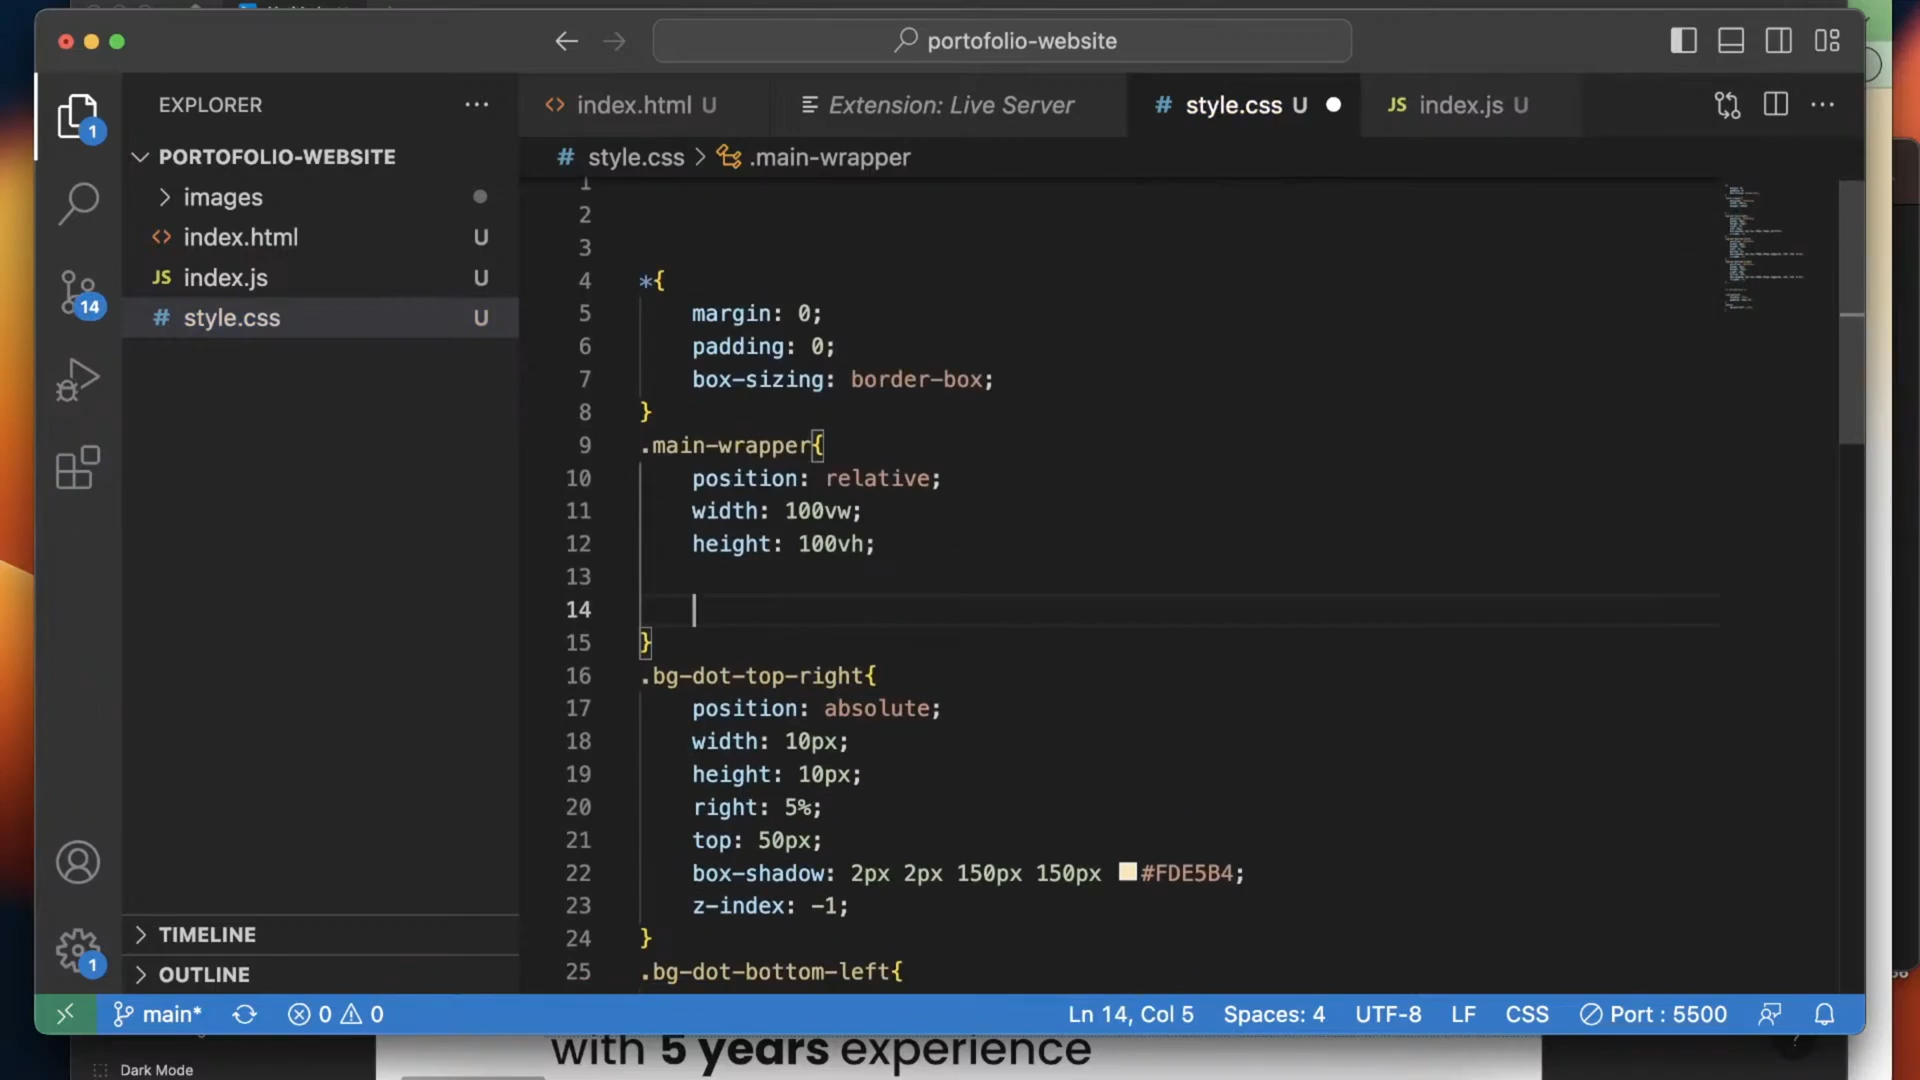 portofolio-website
EXPLORER
index.html U
Extension: Live Server
# style.css U
JS index.js U
PORTOFOLIO-WEBSITE
# style.css > .main-wrapper
images
index.html U
JS index.js U
# style.css U
1
14
1
1
2
3
4 *{
5 margin: 0;
6 padding: 0;
7 box-sizing: border-box;
8 }
9 .main-wrapper{
10 position: relative;
11 width: 100vw;
12 height: 100vh;
13
14
15 }
16 .bg-dot-top-right{
17 position: absolute;
18 width: 10px;
19 height: 10px;
20 right: 5%;
21 top: 50px;
22 box-shadow: 2px 2px 150px 150px #FDE5B4;
23 z-index: -1;
24 }
25 .bg-dot-bottom-left{
TIMELINE
OUTLINE
main* 0 0 Ln 14, Col 5 Spaces: 4 UTF-8 LF CSS Port : 5500
with 5 years experience
Dark Mode